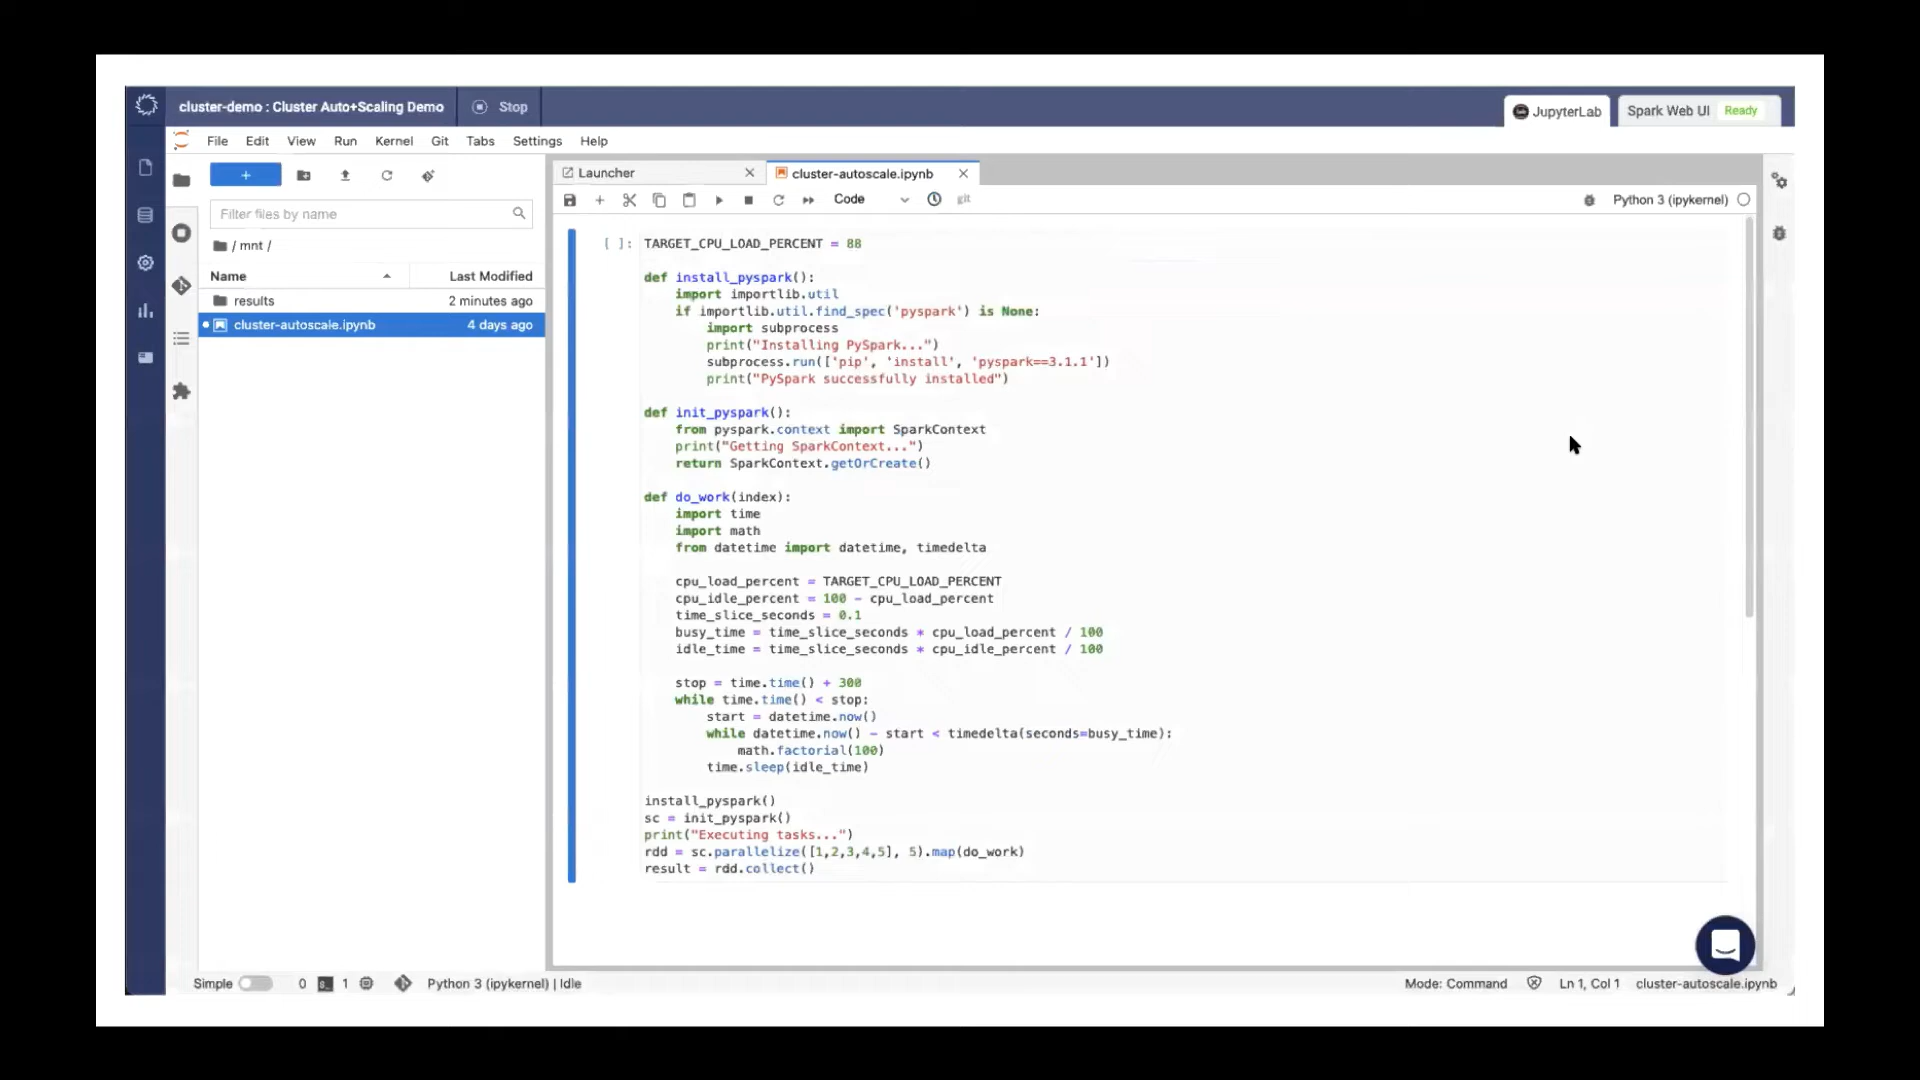 cluster-demo : Cluster Auto+Scaling Demo
Stop
JupyterLab
Spark Web UI
Ready
File
Edit
View
Run
Kernel
Git
Tabs
Settings
Help
+
Launcher
cluster-autoscale.ipynb
Code
git
Python 3 (ipykernel)
Filter files by name
/ mnt /
Name
Last Modified
results
2 minutes ago
cluster-autoscale.ipynb
4 days ago
[ ]:
TARGET_CPU_LOAD_PERCENT = 88
def install_pyspark():
import importlib.util
if importlib.util.find_spec('pyspark') is None:
import subprocess
print("Installing PySpark...")
subprocess.run(['pip', 'install', 'pyspark==3.1.1'])
print("PySpark successfully installed")
def init_pyspark():
from pyspark.context import SparkContext
print("Getting SparkContext...")
return SparkContext.getOrCreate()
def do_work(index):
import time
import math
from datetime import datetime, timedelta
cpu_load_percent = TARGET_CPU_LOAD_PERCENT
cpu_idle_percent = 100 - cpu_load_percent
time_slice_seconds = 0.1
busy_time = time_slice_seconds * cpu_load_percent / 100
idle_time = time_slice_seconds * cpu_idle_percent / 100
stop = time.time() + 300
while time.time() < stop:
start = datetime.now()
while datetime.now() - start < timedelta(seconds=busy_time):
math.factorial(100)
time.sleep(idle_time)
install_pyspark()
sc = init_pyspark()
print("Executing tasks...")
rdd = sc.parallelize([1,2,3,4,5], 5).map(do_work)
result = rdd.collect()
Simple
0
1
Python 3 (ipykernel) | Idle
Mode: Command
Ln 1, Col 1
cluster-autoscale.ipynb